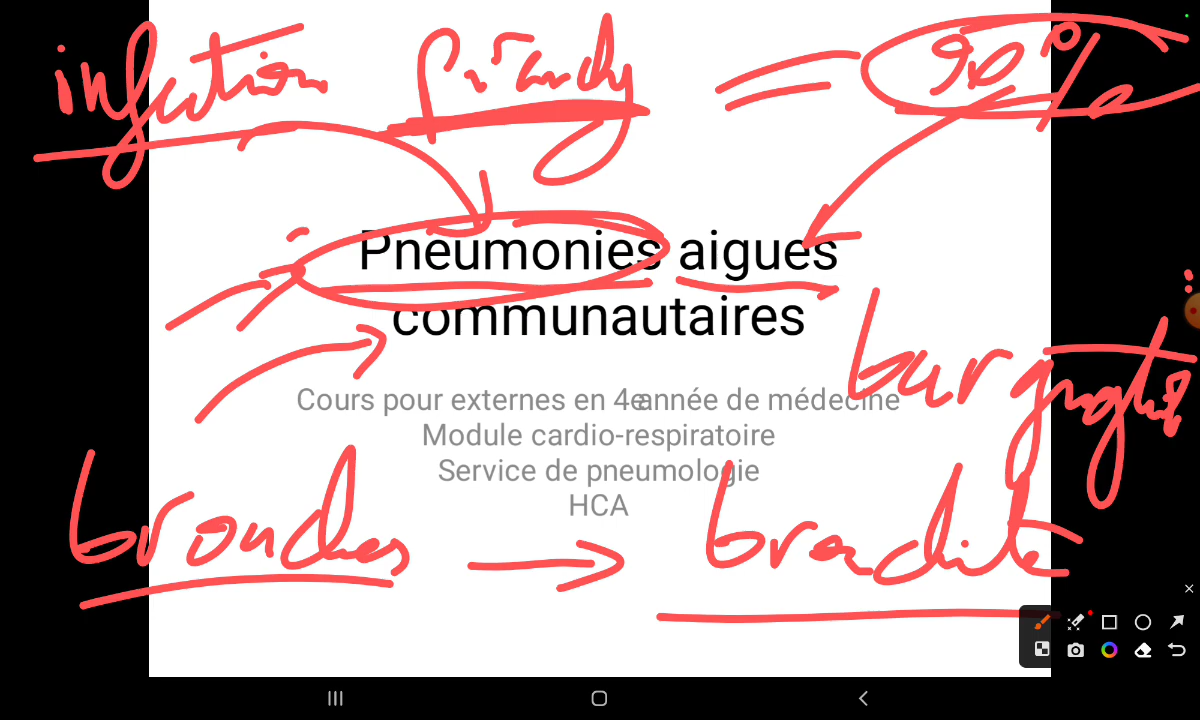 infection = 90%
Pneumonies aigues
communautaires
Cours pour externes en 4e année de médecine
Module cardio-respiratoire
Service de pneumologie
HCA
bronches → bronchite